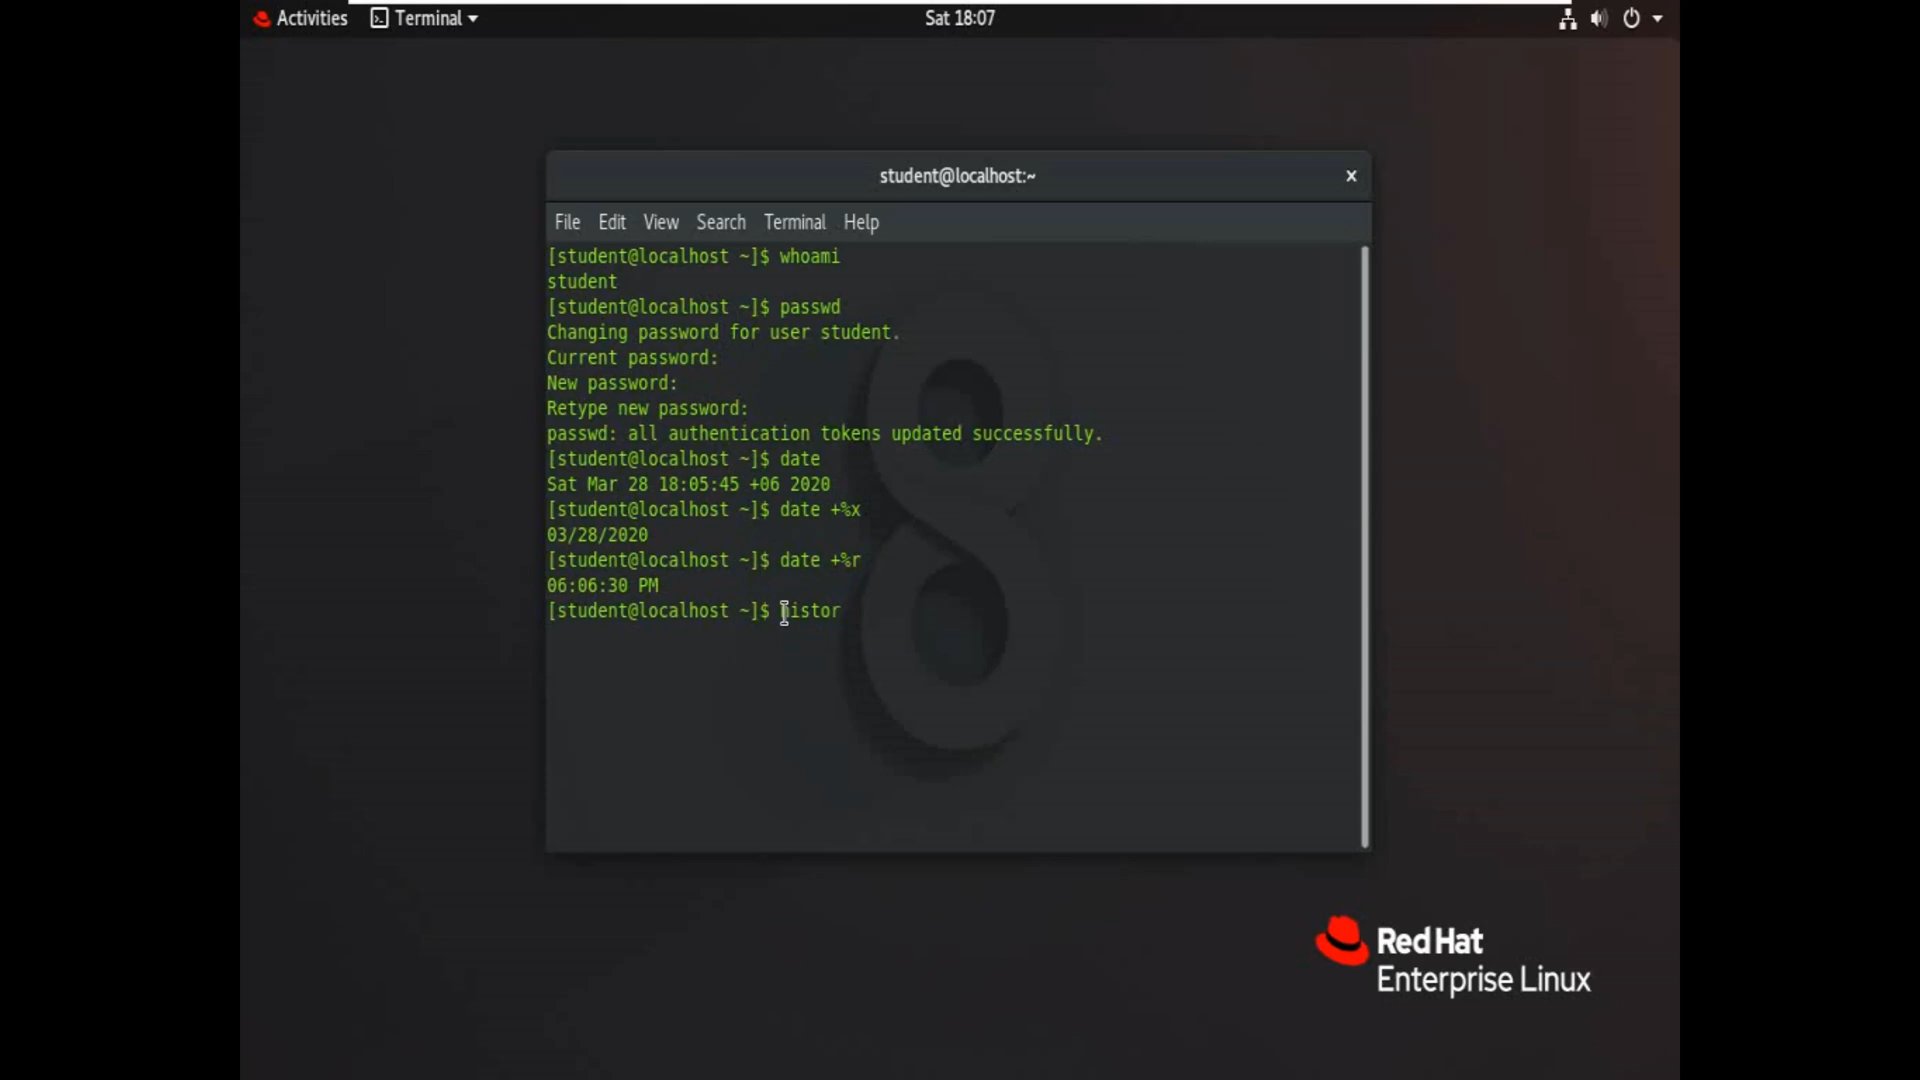 Activities Terminal Sat 18:07
student@localhost:~ x
File Edit View Search Terminal Help
[student@localhost ~]$ whoami
student
[student@localhost ~]$ passwd
Changing password for user student.
Current password:
New password:
Retype new password:
passwd: all authentication tokens updated successfully.
[student@localhost ~]$ date
Sat Mar 28 18:05:45 +06 2020
[student@localhost ~]$ date +%x
03/28/2020
[student@localhost ~]$ date +%r
06:06:30 PM
[student@localhost ~]$ histor
8
Red Hat
Enterprise Linux